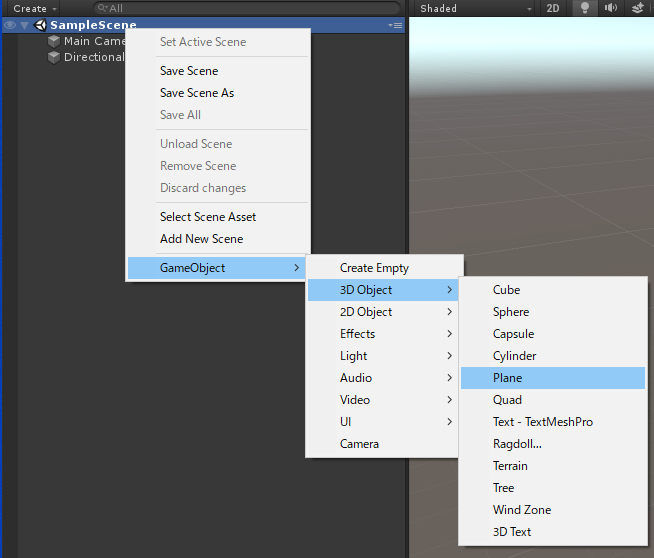 Create
All
Shaded
2D
SampleScene
Main Came
Directional
Set Active Scene
Save Scene
Save Scene As
Save All
Unload Scene
Remove Scene
Discard changes
Select Scene Asset
Add New Scene
GameObject
Create Empty
3D Object
2D Object
Effects
Light
Audio
Video
UI
Camera
Cube
Sphere
Capsule
Cylinder
Plane
Quad
Text - TextMeshPro
Ragdoll...
Terrain
Tree
Wind Zone
3D Text